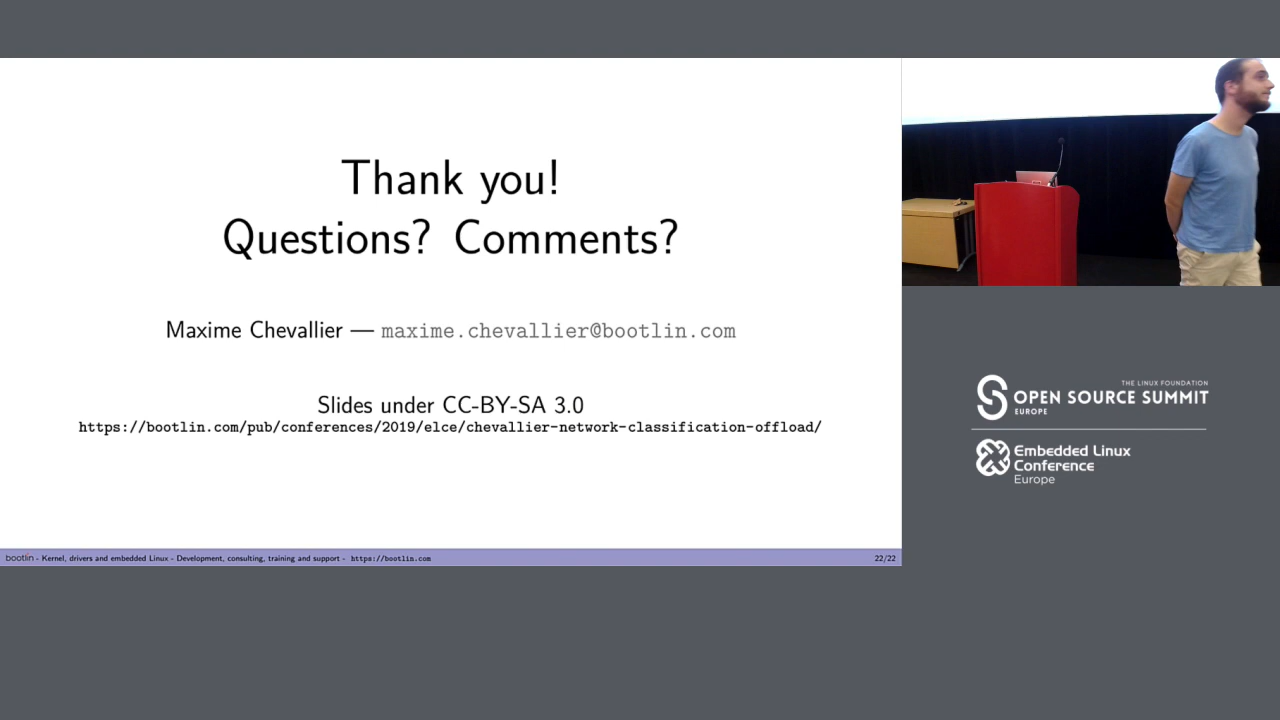 Thank you!
Questions? Comments?
Maxime Chevallier — maxime.chevallier@bootlin.com
Slides under CC-BY-SA 3.0
https://bootlin.com/pub/conferences/2019/elce/chevallier-network-classification-offload/
bootlin - Kernel, drivers and embedded Linux - Development, consulting, training and support - https://bootlin.com
22/22
THE LINUX FOUNDATION
OPEN SOURCE SUMMIT
EUROPE
Embedded Linux
Conference
Europe